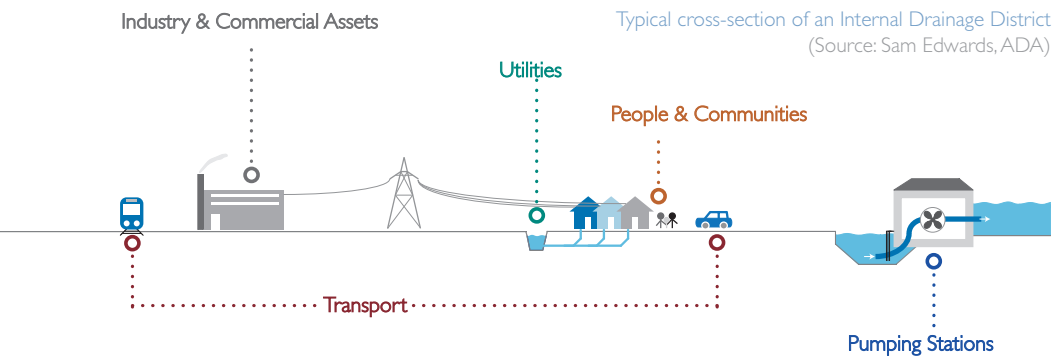 Industry & Commercial Assets
Typical cross-section of an Internal Drainage District
(Source: Sam Edwards, ADA)
Utilities
People & Communities
Transport
Pumping Stations